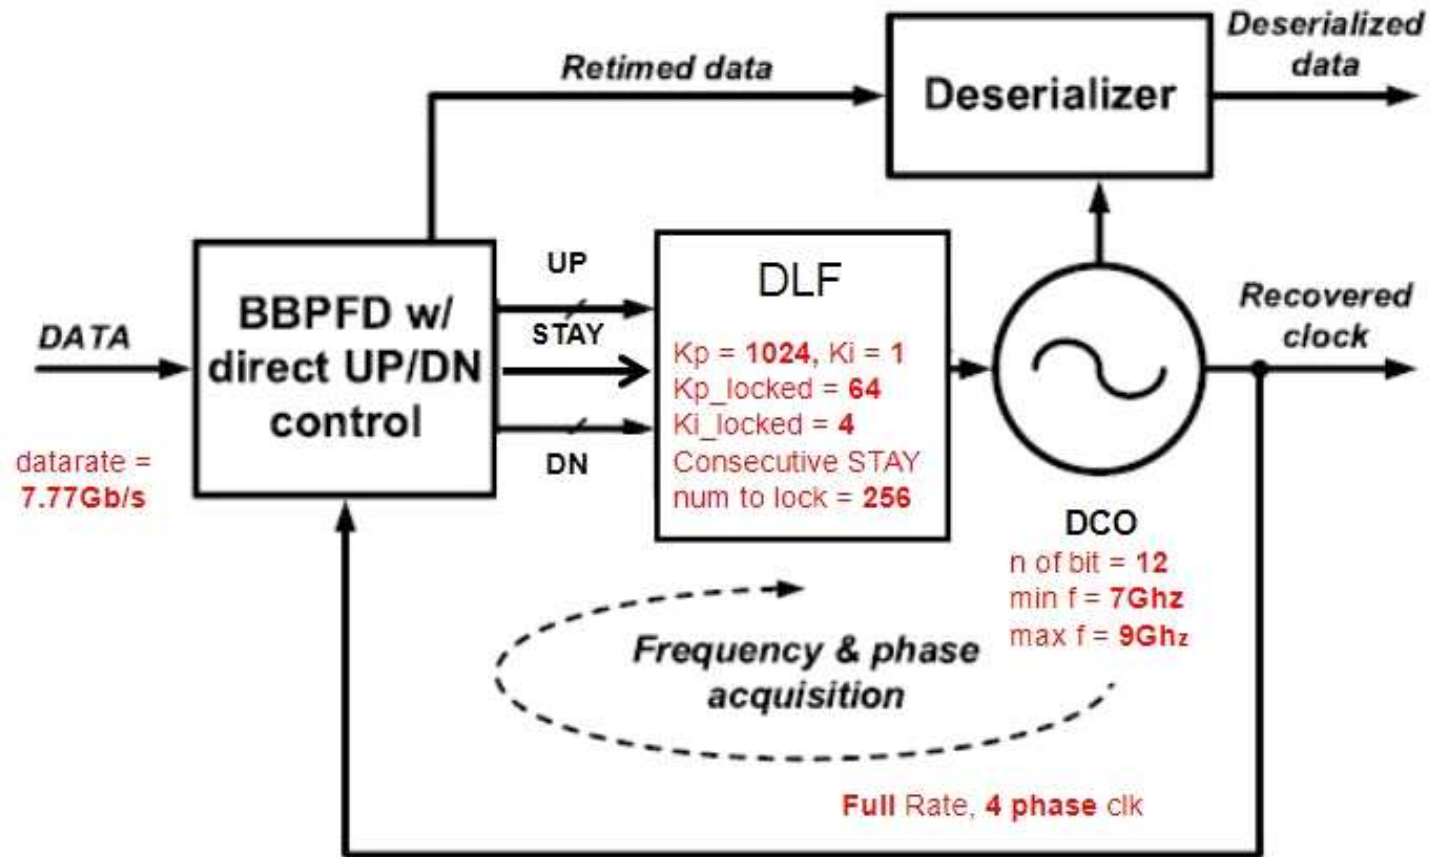 Retimed data
Deserializer
Deserialized
data
DATA
datarate =
7.77Gb/s
BBPFD w/
direct UP/DN
control
UP
STAY
DN
DLF
Kp = 1024, Ki = 1
Kp_locked = 64
Ki_locked = 4
Consecutive STAY
num to lock = 256
Recovered
clock
DCO
n of bit = 12
min f = 7Ghz
max f = 9Ghz
Frequency & phase
acquisition
Full Rate, 4 phase clk